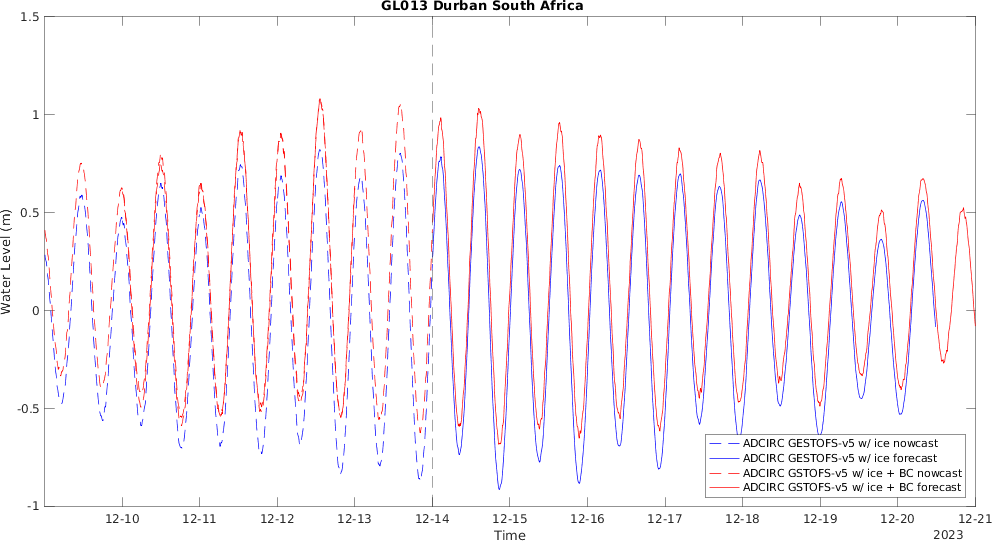 GL013 Durban South Africa
1.5
1
0.5
0
-0.5
-1
Water Level (m)
12-10
12-11
12-12
12-13
12-14
12-15
12-16
12-17
12-18
12-19
12-20
12-21
Time
2023
ADCIRC GESTOFS-v5 w/ ice nowcast
ADCIRC GESTOFS-v5 w/ ice forecast
ADCIRC GSTOFS-v5 w/ ice + BC nowcast
ADCIRC GSTOFS-v5 w/ ice + BC forecast